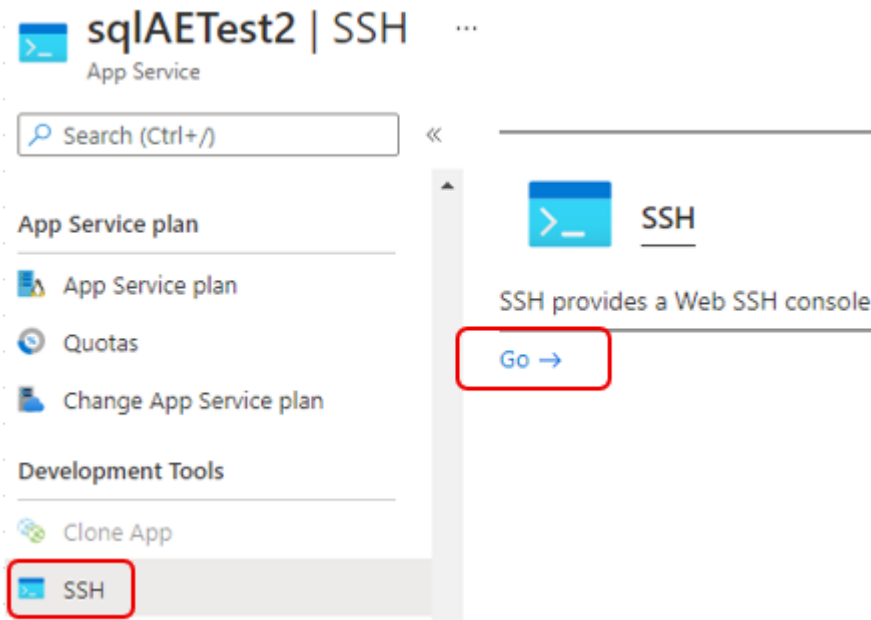 sqlAETest2 | SSH ...
App Service
Search (Ctrl+/)
«
App Service plan
App Service plan
Quotas
Change App Service plan
Development Tools
Clone App
SSH
SSH
SSH provides a Web SSH console
Go →